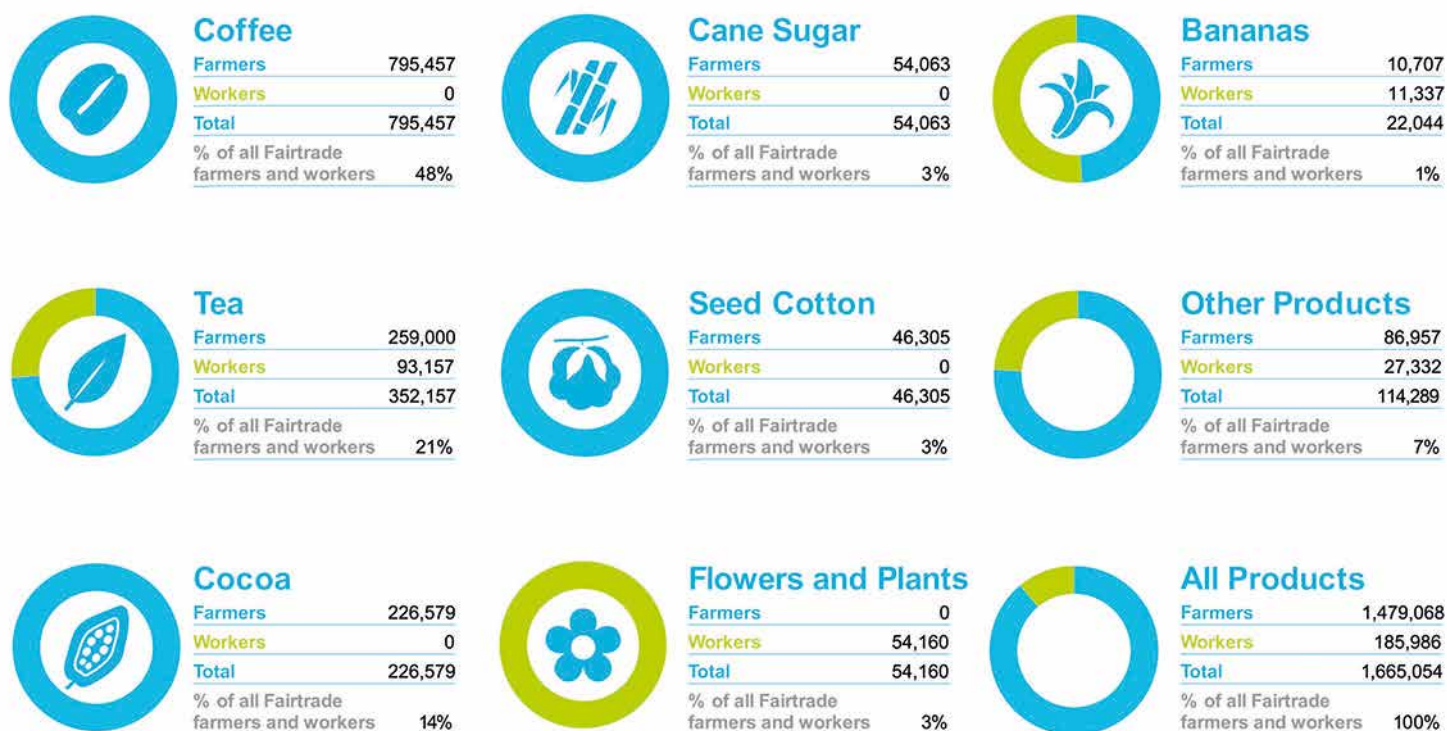 Coffee
Farmers 795,457
Workers 0
Total 795,457
% of all Fairtrade
farmers and workers 48%
Cane Sugar
Farmers 54,063
Workers 0
Total 54,063
% of all Fairtrade
farmers and workers 3%
Bananas
Farmers 10,707
Workers 11,337
Total 22,044
% of all Fairtrade
farmers and workers 1%
Tea
Farmers 259,000
Workers 93,157
Total 352,157
% of all Fairtrade
farmers and workers 21%
Seed Cotton
Farmers 46,305
Workers 0
Total 46,305
% of all Fairtrade
farmers and workers 3%
Other Products
Farmers 86,957
Workers 27,332
Total 114,289
% of all Fairtrade
farmers and workers 7%
Cocoa
Farmers 226,579
Workers 0
Total 226,579
% of all Fairtrade
farmers and workers 14%
Flowers and Plants
Farmers 0
Workers 54,160
Total 54,160
% of all Fairtrade
farmers and workers 3%
All Products
Farmers 1,479,068
Workers 185,986
Total 1,665,054
% of all Fairtrade
farmers and workers 100%